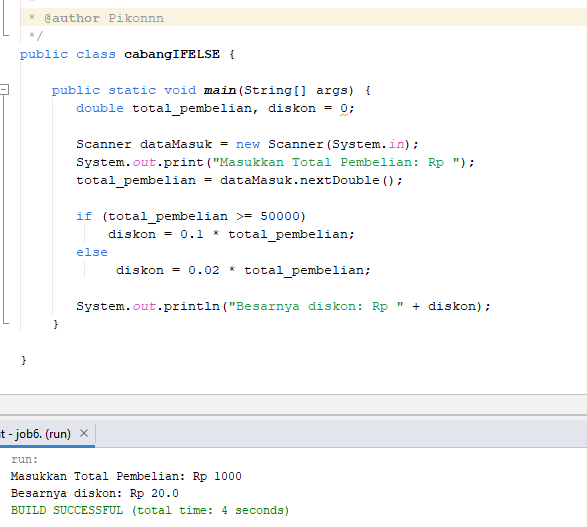 * @author Pikonnn
*/
public class cabangIFELSE {
public static void main(String[] args) {
double total_pembelian, diskon = 0;
Scanner dataMasuk = new Scanner(System.in);
System.out.print("Masukkan Total Pembelian: Rp ");
total_pembelian = dataMasuk.nextDouble();
if (total_pembelian >= 50000)
diskon = 0.1 * total_pembelian;
else
diskon = 0.02 * total_pembelian;
System.out.println("Besarnya diskon: Rp " + diskon);
}
}
t - job6. (run) ×
run:
Masukkan Total Pembelian: Rp 1000
Besarnya diskon: Rp 20.0
BUILD SUCCESSFUL (total time: 4 seconds)